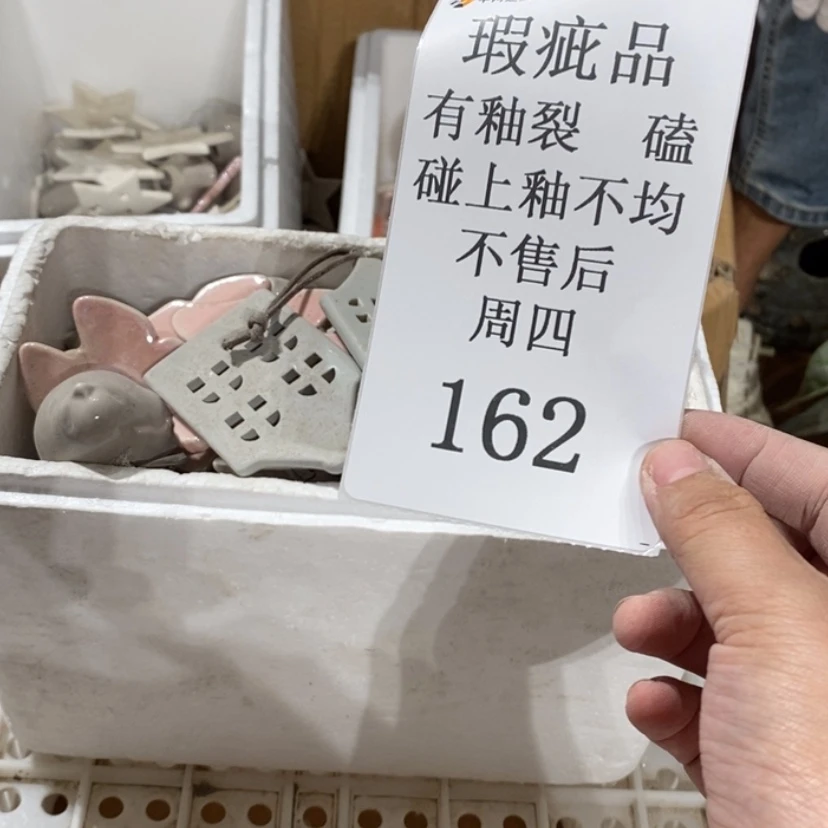 瑕疵品
有釉裂 磕
碰上釉不均
不售后
周四
162